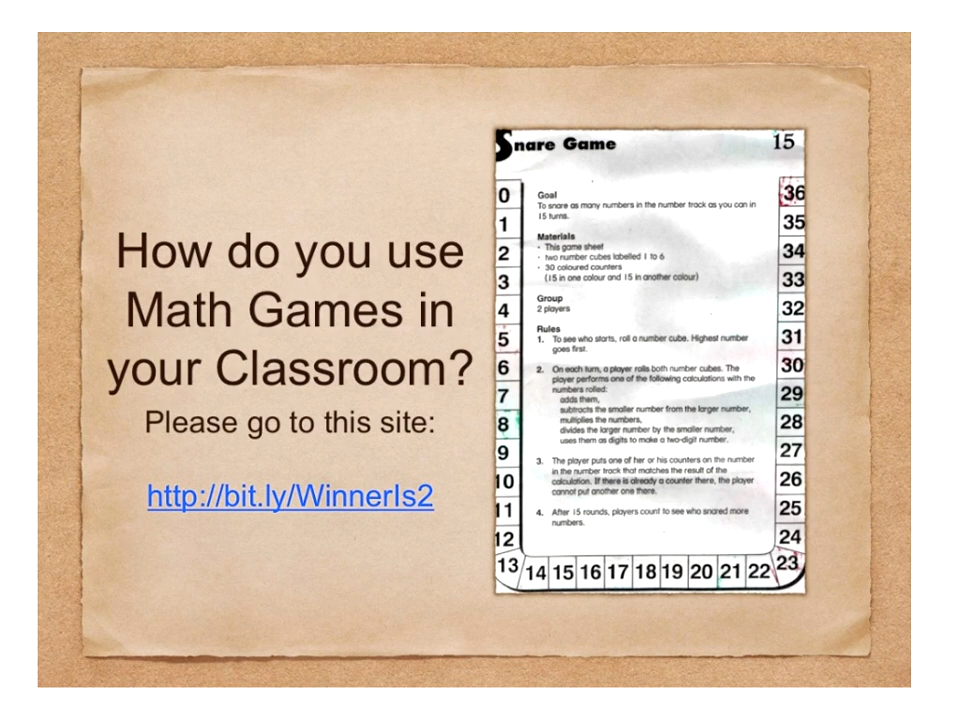 How do you use
Math Games in
your Classroom?
Please go to this site:
http://bit.ly/WinnerIs2
Snare Game 15
Goal
To snare as many numbers in the number track as you can in
15 turns.
Materials
· This game sheet
· two number cubes labelled 1 to 6
· 30 coloured counters
(15 in one colour and 15 in another colour)
Group
2 players
Rules
1. To see who starts, roll a number cube. Highest number
goes first.
2. On each turn, a player rolls both number cubes. The
player performs one of the following calculations with the
numbers rolled:
adds them,
subtracts the smaller number from the larger number,
multiplies the numbers,
divides the larger number by the smaller number,
uses them as digits to make a two-digit number.
3. The player puts one of her or his counters on the number
in the number track that matches the result of the
calculation. If there is already a counter there, the player
cannot put another one there.
4. After 15 rounds, players count to see who snared more
numbers.
0
1
2
3
4
5
6
7
8
9
10
11
12
13
14 15 16 17 18 19 20 21 22
23
24
25
26
27
28
29
30
31
32
33
34
35
36